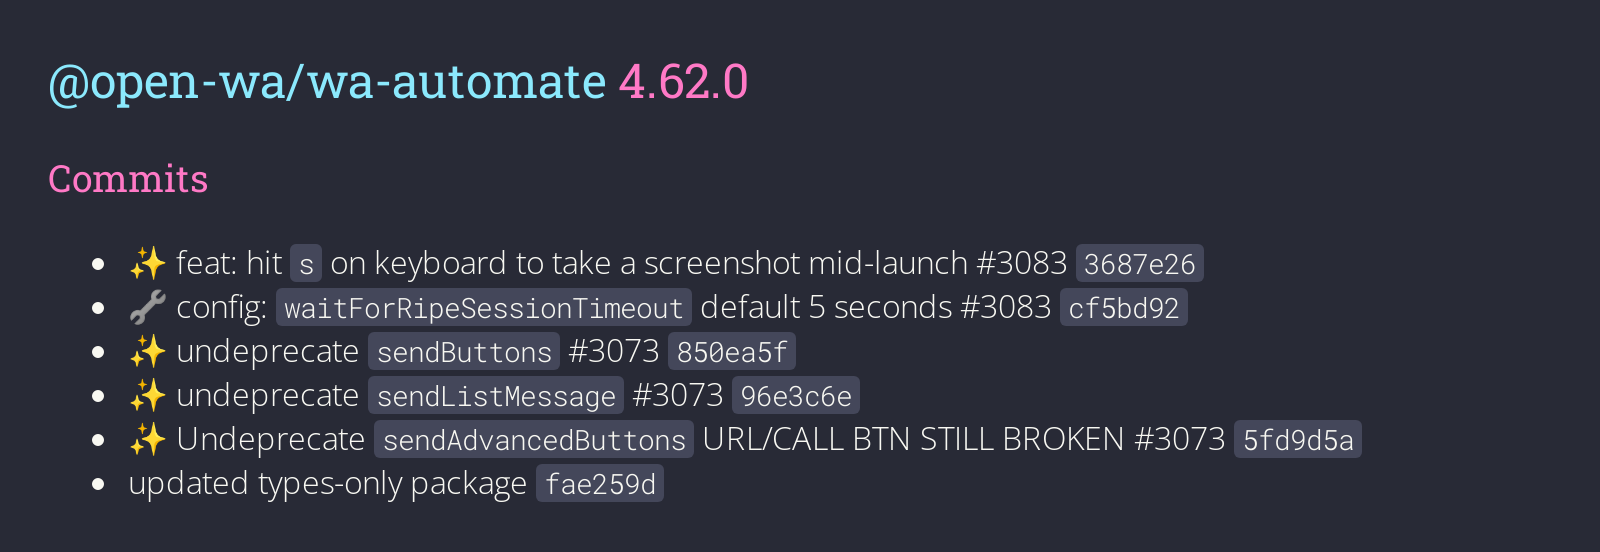 @open-wa/wa-automate 4.62.0
Commits
• ✨ feat: hit s on keyboard to take a screenshot mid-launch #3083 3687e26
• 🔧 config: waitForRipeSessionTimeout default 5 seconds #3083 cf5bd92
• ✨ undeprecate sendButtons #3073 850ea5f
• ✨ undeprecate sendListMessage #3073 96e3c6e
• ✨ Undeprecate sendAdvancedButtons URL/CALL BTN STILL BROKEN #3073 5fd9d5a
• updated types-only package fae259d